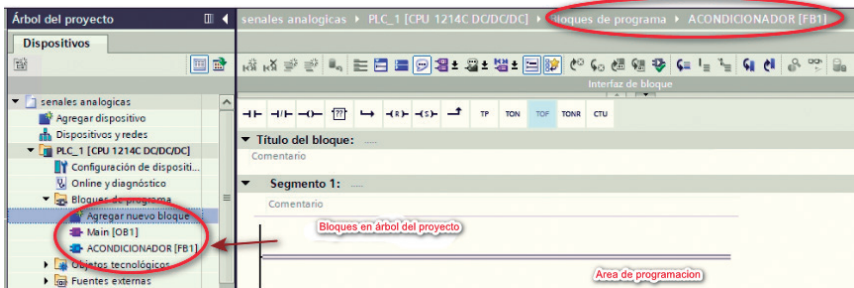 Árbol del proyecto
senales analogicas ▸ PLC_1 [CPU 1214C DC/DC/DC] ▸ Bloques de programa ▸ ACONDICIONADOR [FB1]
Dispositivos
Interfaz de bloque
senales analogicas
Agregar dispositivo
Dispositivos y redes
PLC_1 [CPU 1214C DC/DC/DC]
Configuración de dispositi...
Online y diagnóstico
Bloques de programa
Agregar nuevo bloque
Main [OB1]
ACONDICIONADOR [FB1]
Objetos tecnológicos
Fuentes externas
?? (R) (S) TP TON TOF TONR CTU
Título del bloque: .....
Comentario
Segmento 1: .....
Comentario
Bloques en árbol del proyecto
Area de programacion